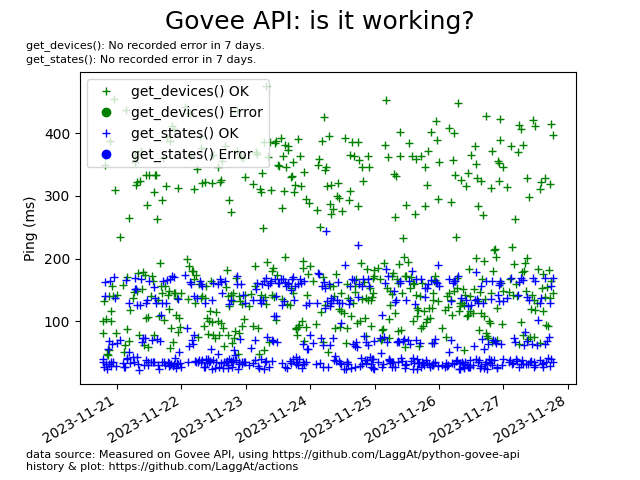 Govee API: is it working?
get_devices(): No recorded error in 7 days.
get_states(): No recorded error in 7 days.
get_devices() OK
get_devices() Error
get_states() OK
get_states() Error
400
300
200
100
Ping (ms)
2023-11-21
2023-11-22
2023-11-23
2023-11-24
2023-11-25
2023-11-26
2023-11-27
2023-11-28
data source: Measured on Govee API, using https://github.com/LaggAt/python-govee-api
history & plot: https://github.com/LaggAt/actions